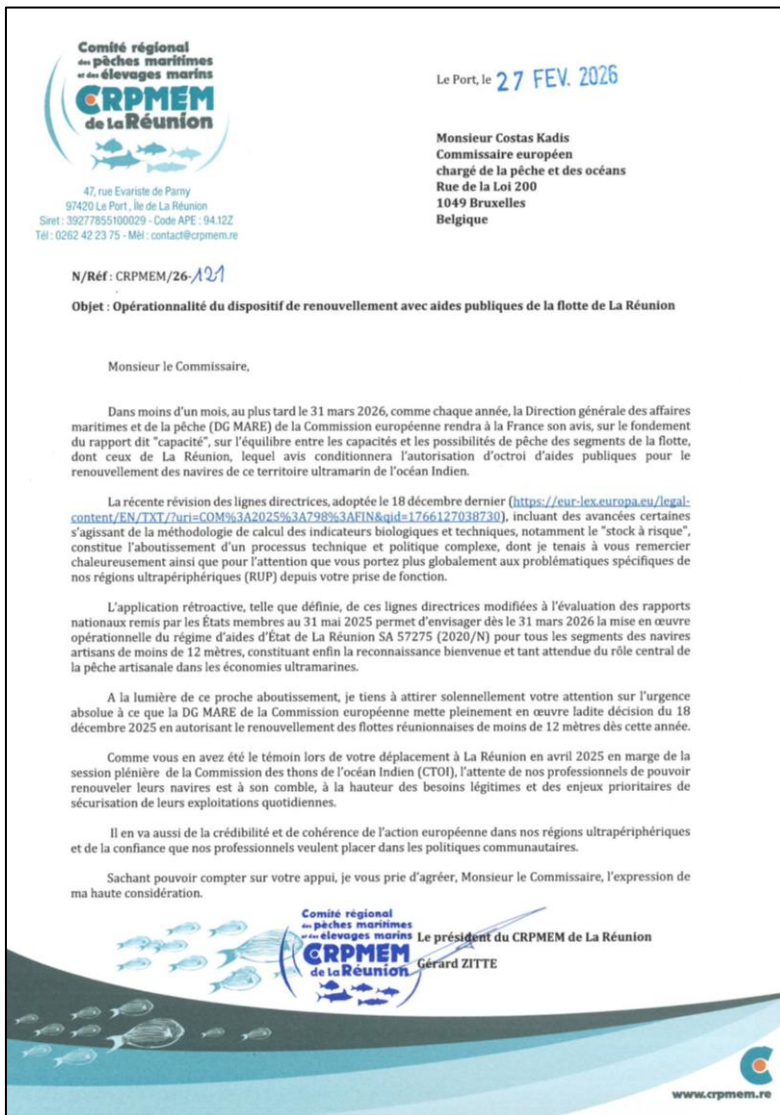 Comité régional
des pêches maritimes
et des élevages marins
CRPMEM
de la Réunion
47, rue Evariste de Parny
97420 Le Port , Île de La Réunion
Siret : 39277855100029 - Code APE : 94.12Z
Tél : 0262 42 23 75 - Mèl : contact@crpmem.re
Le Port, le 27 FEV. 2026
Monsieur Costas Kadis
Commissaire européen
chargé de la pêche et des océans
Rue de la Loi 200
1049 Bruxelles
Belgique
N/Réf : CRPMEM/26-121
Objet : Opérationnalité du dispositif de renouvellement avec aides publiques de la flotte de La Réunion
Monsieur le Commissaire,
Dans moins d'un mois, au plus tard le 31 mars 2026, comme chaque année, la Direction générale des affaires
maritimes et de la pêche (DG MARE) de la Commission européenne rendra à la France son avis, sur le fondement
du rapport dit "capacité", sur l'équilibre entre les capacités et les possibilités de pêche des segments de la flotte,
dont ceux de La Réunion, lequel avis conditionnera l'autorisation d'octroi d'aides publiques pour le
renouvellement des navires de ce territoire ultramarin de l'océan Indien.
La récente révision des lignes directrices, adoptée le 18 décembre dernier (https://eur-lex.europa.eu/legal-
content/EN/TXT/?uri=COM%3A2025%3A798%3AFIN&qid=1766127038730), incluant des avancées certaines
s'agissant de la méthodologie de calcul des indicateurs biologiques et techniques, notamment le "stock à risque",
constitue l'aboutissement d'un processus technique et politique complexe, dont je tenais à vous remercier
chaleureusement ainsi que pour l'attention que vous portez plus globalement aux problématiques spécifiques de
nos régions ultrapériphériques (RUP) depuis votre prise de fonction.
L'application rétroactive, telle que définie, de ces lignes directrices modifiées à l'évaluation des rapports
nationaux remis par les États membres au 31 mai 2025 permet d'envisager dès le 31 mars 2026 la mise en œuvre
opérationnelle du régime d'aides d'État de La Réunion SA 57275 (2020/N) pour tous les segments des navires
artisans de moins de 12 mètres, constituant enfin la reconnaissance bienvenue et tant attendue du rôle central de
la pêche artisanale dans les économies ultramarines.
A la lumière de ce proche aboutissement, je tiens à attirer solennellement votre attention sur l'urgence
absolue à ce que la DG MARE de la Commission européenne mette pleinement en œuvre ladite décision du 18
décembre 2025 en autorisant le renouvellement des flottes réunionnaises de moins de 12 mètres dès cette année.
Comme vous en avez été le témoin lors de votre déplacement à La Réunion en avril 2025 en marge de la
session plénière de la Commission des thons de l'océan Indien (CTOI), l'attente de nos professionnels de pouvoir
renouveler leurs navires est à son comble, à la hauteur des besoins légitimes et des enjeux prioritaires de
sécurisation de leurs exploitations quotidiennes.
Il en va aussi de la crédibilité et de cohérence de l'action européenne dans nos régions ultrapériphériques
et de la confiance que nos professionnels veulent placer dans les politiques communautaires.
Sachant pouvoir compter sur votre appui, je vous prie d'agréer, Monsieur le Commissaire, l'expression de
ma haute considération.
Comité régional
des pêches maritimes
et des élevages marins
CRPMEM
de la Réunion
Le président du CRPMEM de La Réunion
Gérard ZITTE
www.crpmem.re